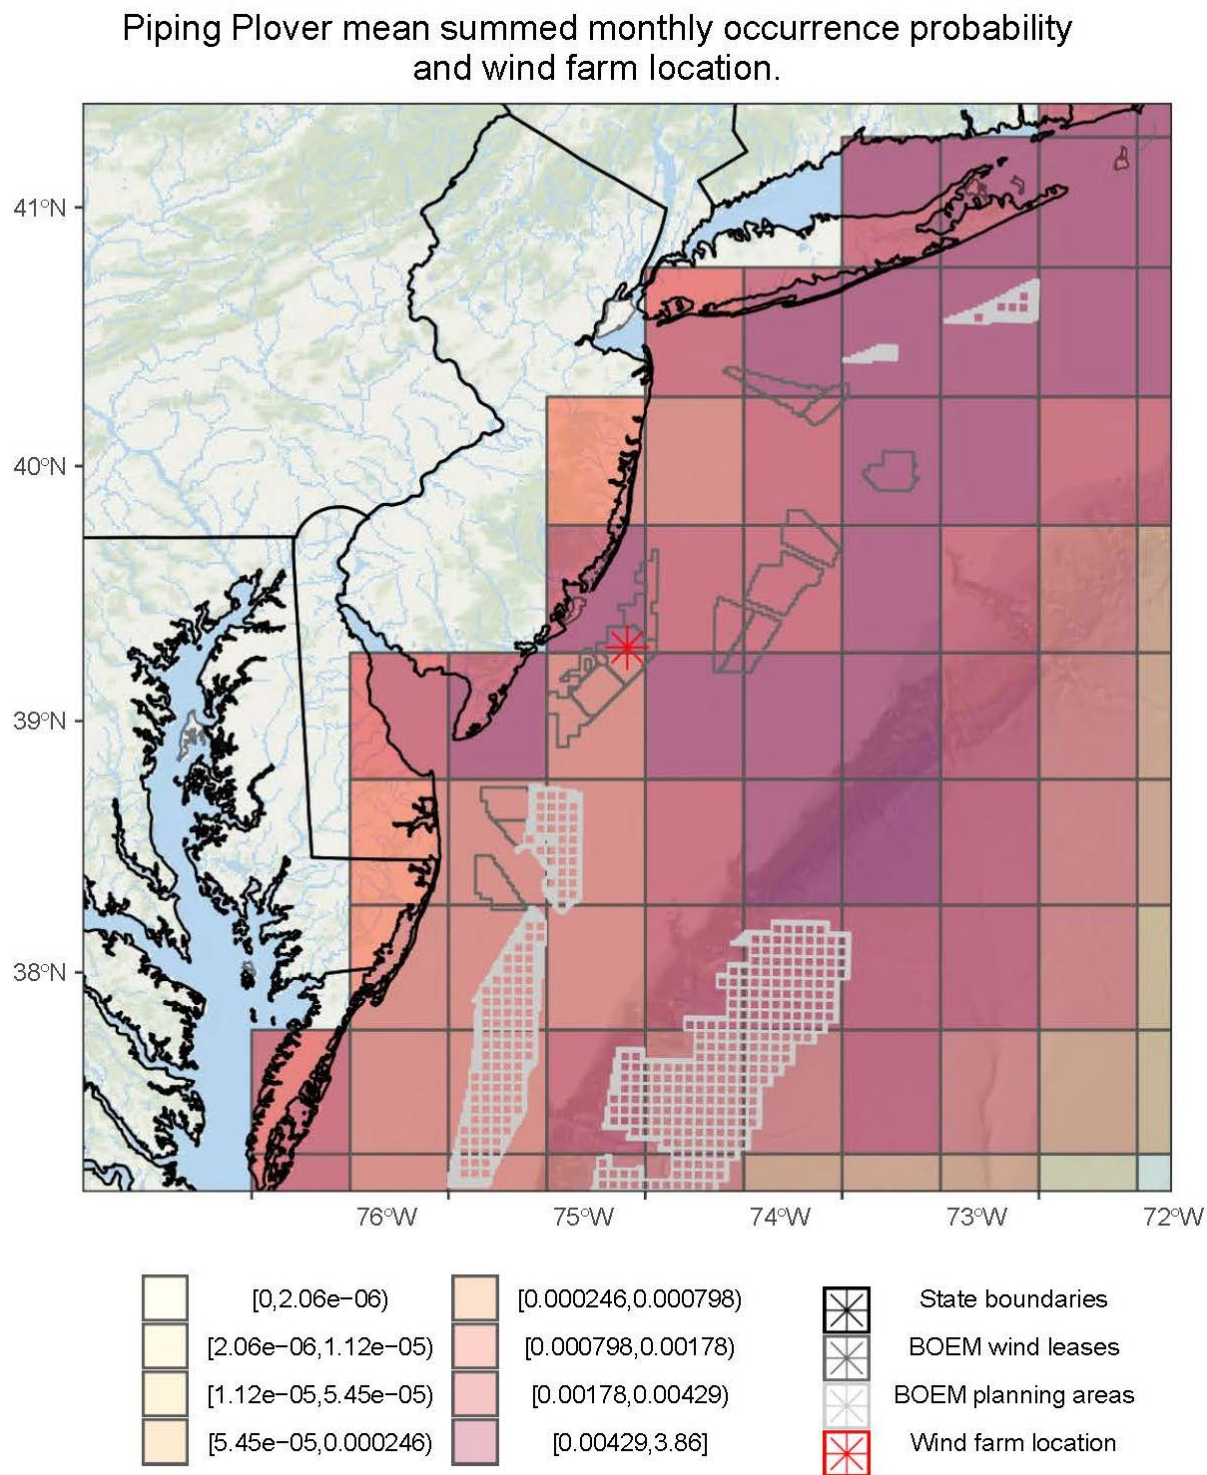 Piping Plover mean summed monthly occurrence probability
and wind farm location.
41°N
40°N
39°N
38°N
76°W
75°W
74°W
73°W
72°W
[0,2.06e−06)
[2.06e−06,1.12e−05)
[1.12e−05,5.45e−05)
[5.45e−05,0.000246)
[0.000246,0.000798)
[0.000798,0.00178)
[0.00178,0.00429)
[0.00429,3.86]
State boundaries
BOEM wind leases
BOEM planning areas
Wind farm location